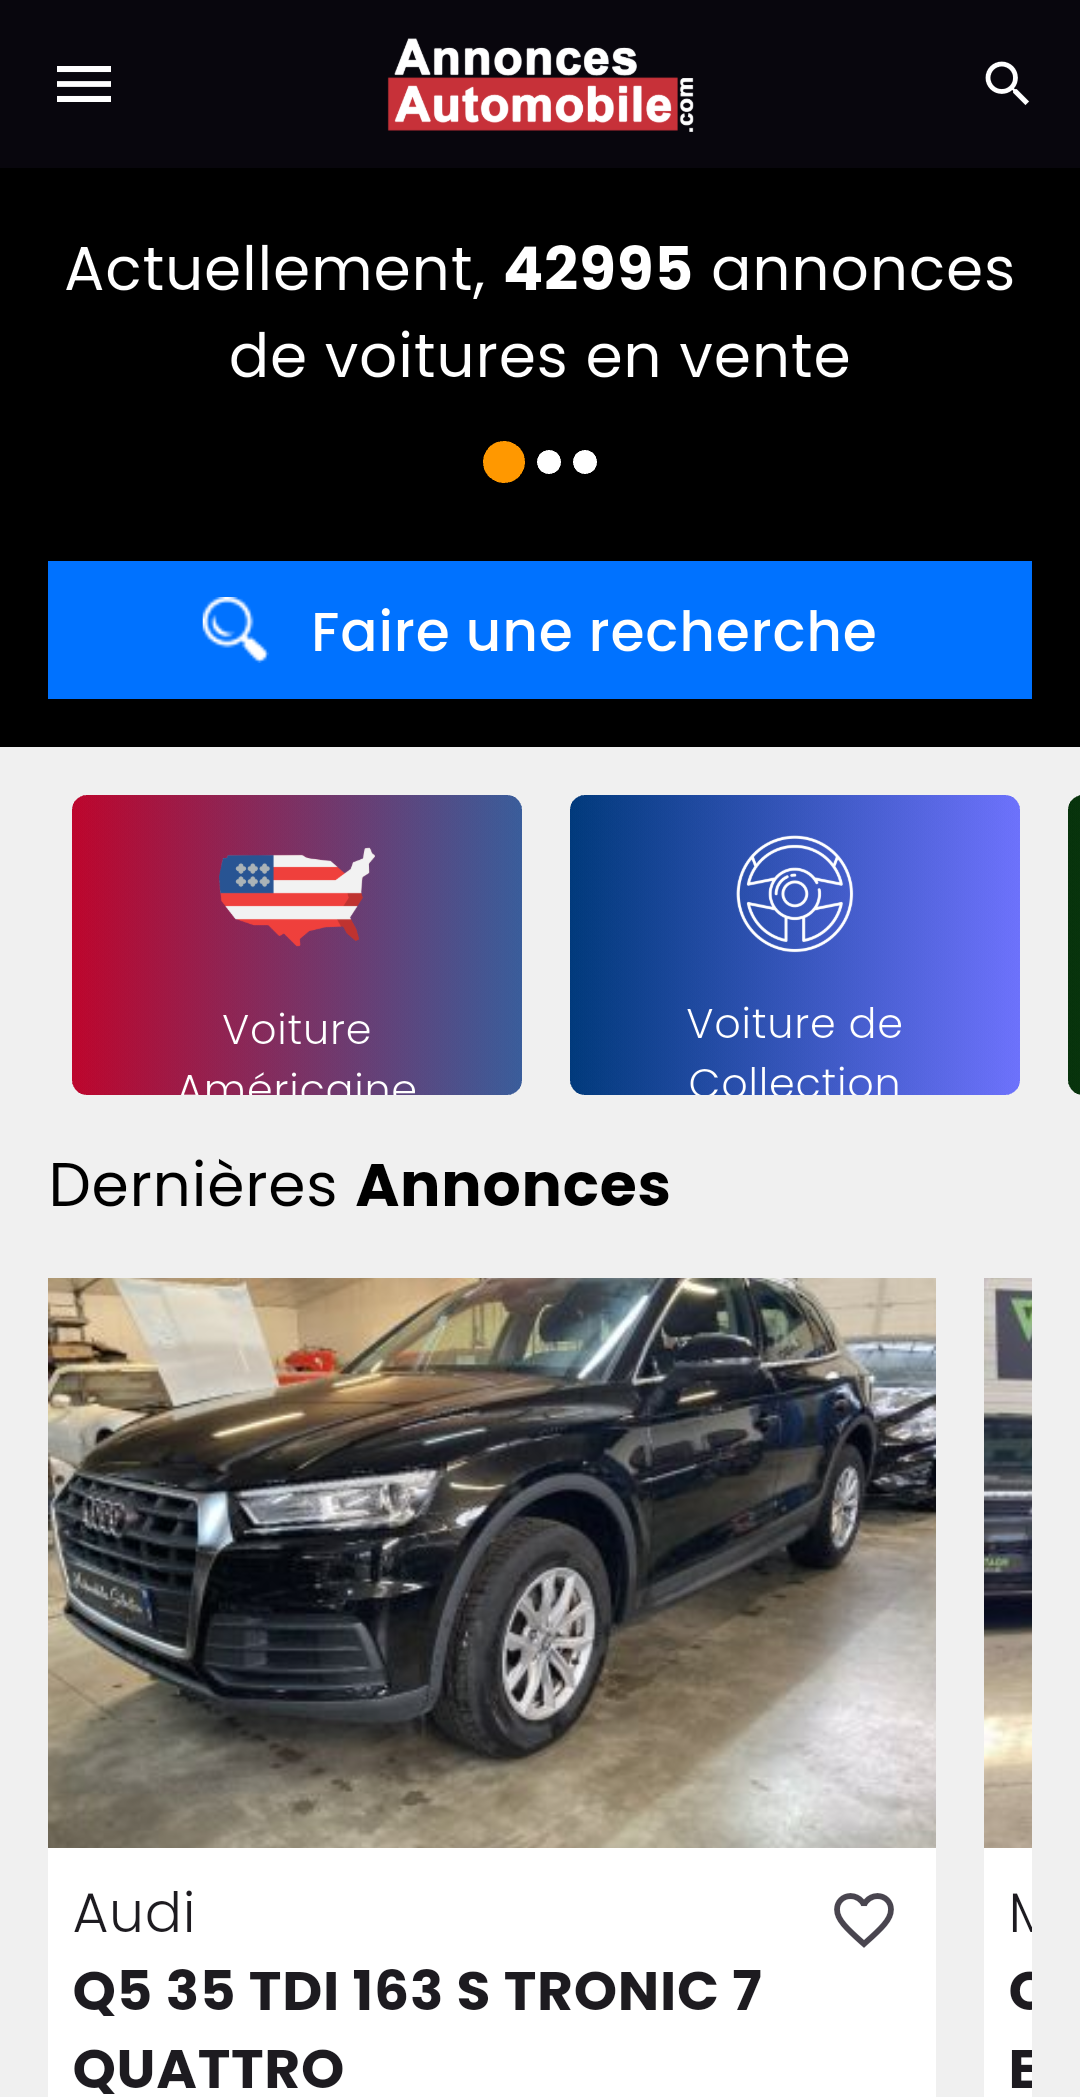 Annonces
Automobile
.com
Actuellement, 42995 annonces
de voitures en vente
Faire une recherche
Voiture
Américaine
Voiture de
Collection
Dernières Annonces
Audi
Q5 35 TDI 163 S TRONIC 7
QUATTRO